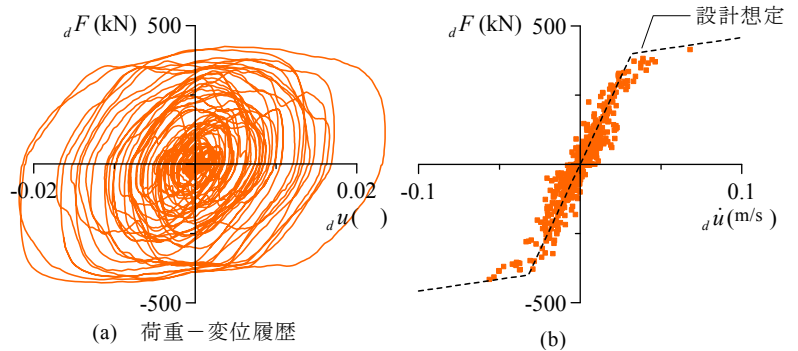 dF (kN)
500
-0.02
0.02
du( )
-500
(a) 荷重－変位履歴
dF (kN)
500
設計想定
-0.1
0.1
du̇(m/s)
-500
(b)